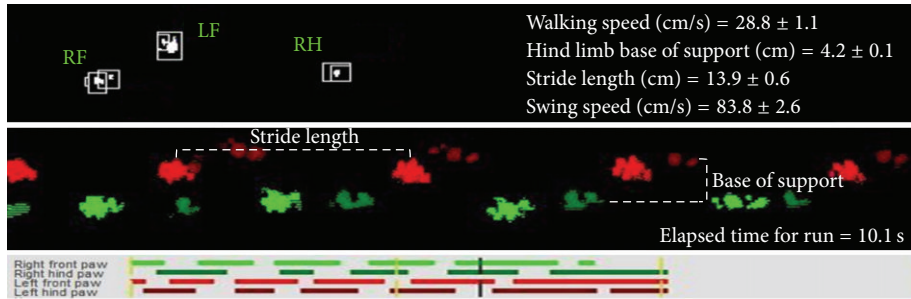 RF
LF
RH
Walking speed (cm/s) = 28.8 ± 1.1
Hind limb base of support (cm) = 4.2 ± 0.1
Stride length (cm) = 13.9 ± 0.6
Swing speed (cm/s) = 83.8 ± 2.6
Stride length
Base of support
Elapsed time for run = 10.1 s
Right front paw
Right hind paw
Left front paw
Left hind paw